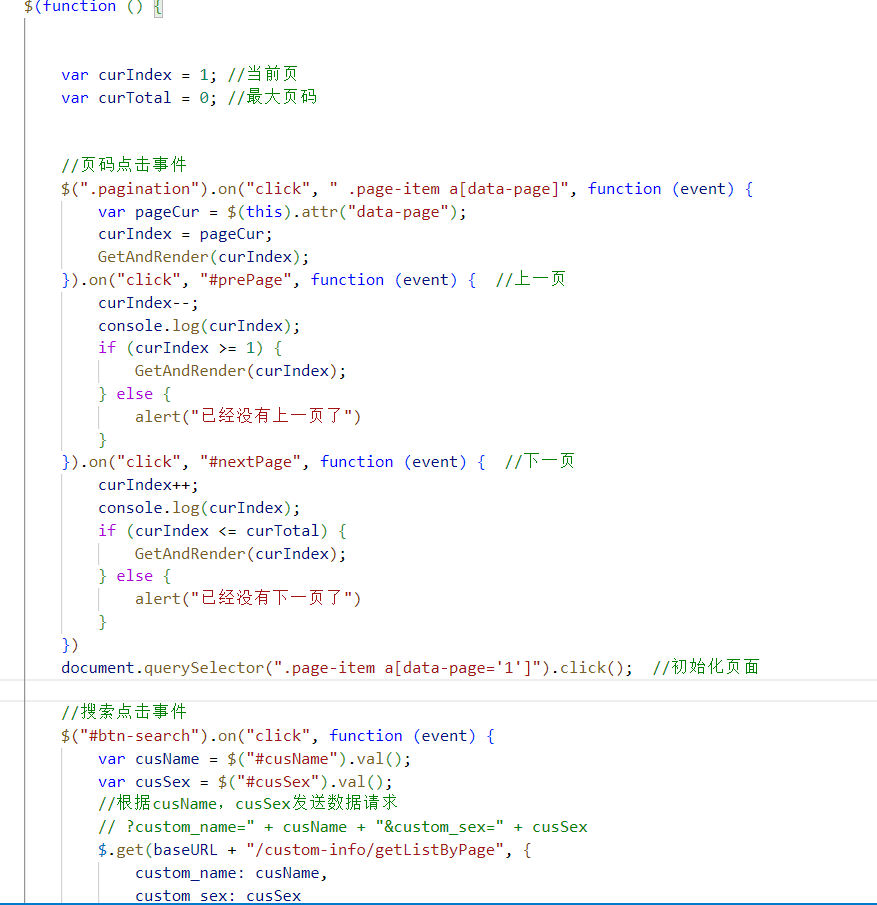 $(function () {
var curIndex = 1; //当前页
var curTotal = 0; //最大页码
//页码点击事件
$(".pagination").on("click", " .page-item a[data-page]", function (event) {
var pageCur = $(this).attr("data-page");
curIndex = pageCur;
GetAndRender(curIndex);
}).on("click", "#prePage", function (event) { //上一页
curIndex--;
console.log(curIndex);
if (curIndex >= 1) {
GetAndRender(curIndex);
} else {
alert("已经没有上一页了")
}
}).on("click", "#nextPage", function (event) { //下一页
curIndex++;
console.log(curIndex);
if (curIndex <= curTotal) {
GetAndRender(curIndex);
} else {
alert("已经没有下一页了")
}
})
document.querySelector(".page-item a[data-page='1']").click(); //初始化页面
//搜索点击事件
$("#btn-search").on("click", function (event) {
var cusName = $("#cusName").val();
var cusSex = $("#cusSex").val();
//根据cusName，cusSex发送数据请求
// ?custom_name=" + cusName + "&custom_sex=" + cusSex
$.get(baseURL + "/custom-info/getListByPage", {
custom_name: cusName,
custom_sex: cusSex